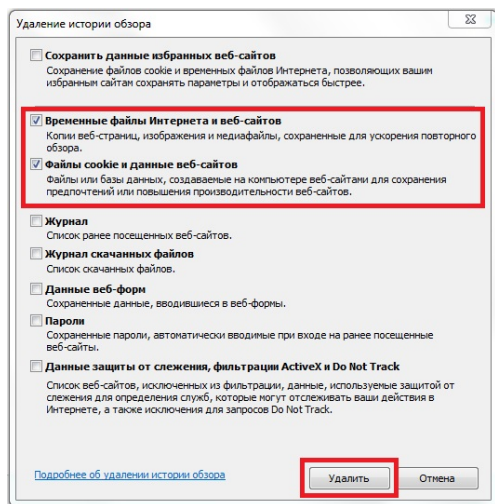 Удаление истории обзора
Сохранить данные избранных веб-сайтов
Сохранение файлов cookie и временных файлов Интернета, позволяющих вашим
избранным сайтам сохранять параметры и отображаться быстрее.
Временные файлы Интернета и веб-сайтов
Копии веб-страниц, изображения и медиафайлы, сохраненные для ускорения повторного
обзора.
Файлы cookie и данные веб-сайтов
Файлы или базы данных, создаваемые на компьютере веб-сайтами для сохранения
предпочтений или повышения производительности веб-сайтов.
Журнал
Список ранее посещенных веб-сайтов.
Журнал скачанных файлов
Список скачанных файлов.
Данные веб-форм
Сохраненные данные, вводившиеся в веб-формы.
Пароли
Сохраненные пароли, автоматически вводимые при входе на ранее посещенные
веб-сайты.
Данные защиты от слежения, фильтрации ActiveX и Do Not Track
Список веб-сайтов, исключенных из фильтрации, данные, используемые защитой от
слежения для определения служб, которые могут отслеживать ваши действия в
Интернете, а также исключения для запросов Do Not Track.
Подробнее об удалении истории обзора
Удалить
Отмена